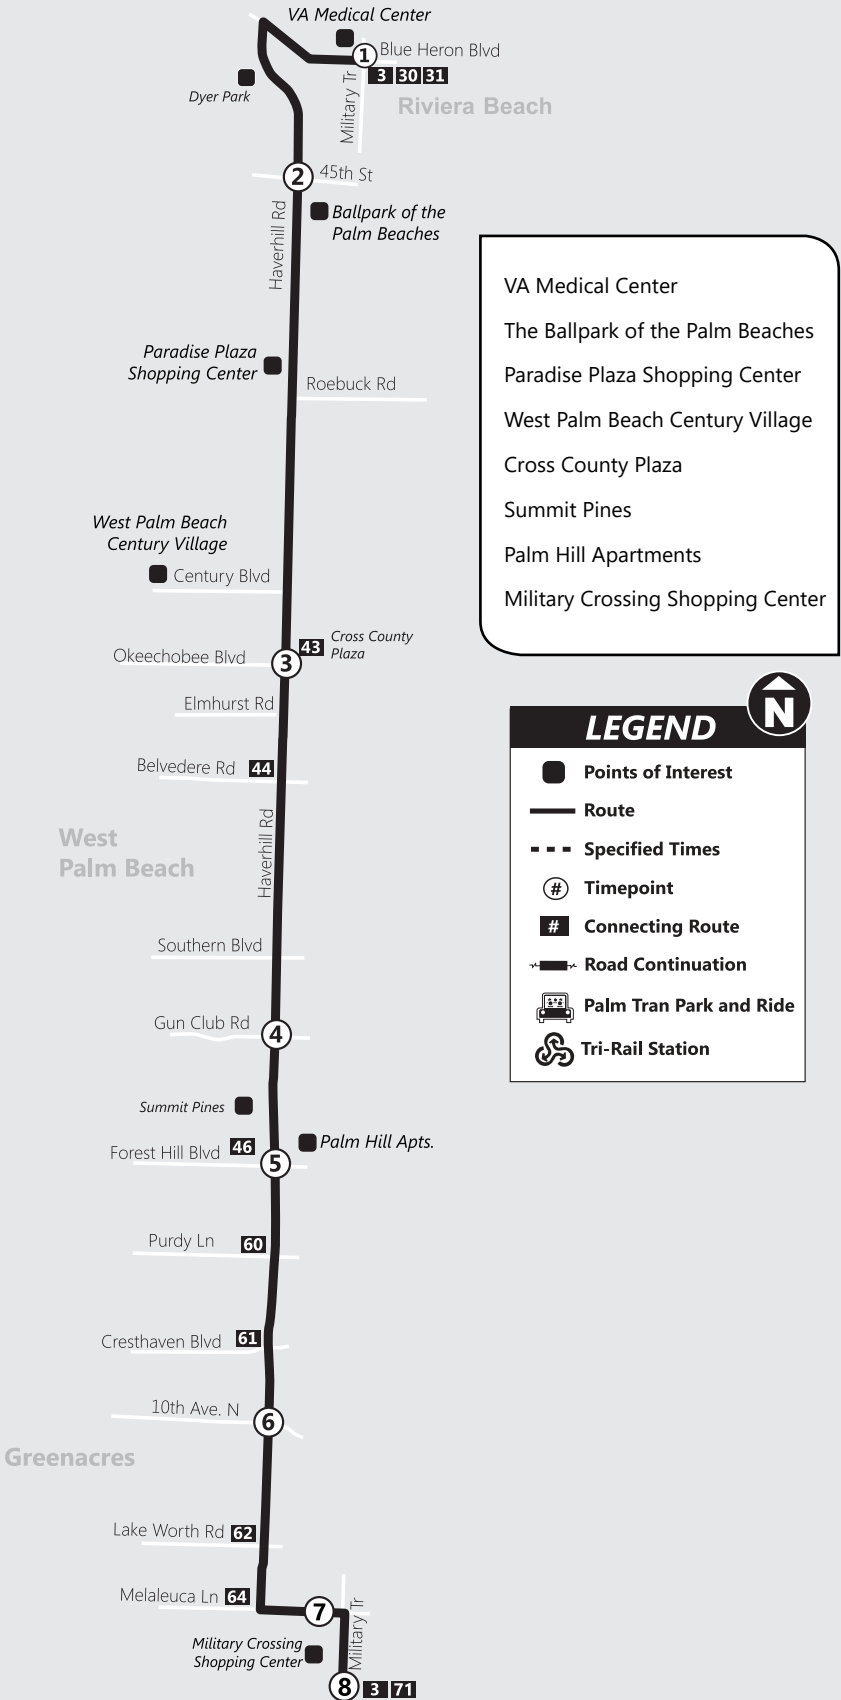 VA Medical Center
1
Blue Heron Blvd
3 30 31
Military Tr
Dyer Park
Riviera Beach
2
45th St
Haverhill Rd
Ballpark of the
Palm Beaches
Paradise Plaza
Shopping Center
Roebuck Rd
West Palm Beach
Century Village
Century Blvd
43
Cross County
Plaza
Okeechobee Blvd
3
Elmhurst Rd
Belvedere Rd
44
Haverhill Rd
West
Palm Beach
Southern Blvd
Gun Club Rd
4
Summit Pines
Palm Hill Apts.
Forest Hill Blvd
46
5
Purdy Ln
60
Cresthaven Blvd
61
10th Ave. N
6
Greenacres
Lake Worth Rd
62
Melaleuca Ln
64
7
Military Tr
Military Crossing
Shopping Center
8
3 71
VA Medical Center
The Ballpark of the Palm Beaches
Paradise Plaza Shopping Center
West Palm Beach Century Village
Cross County Plaza
Summit Pines
Palm Hill Apartments
Military Crossing Shopping Center
N
LEGEND
Points of Interest
Route
Specified Times
# Timepoint
# Connecting Route
Road Continuation
Palm Tran Park and Ride
Tri-Rail Station